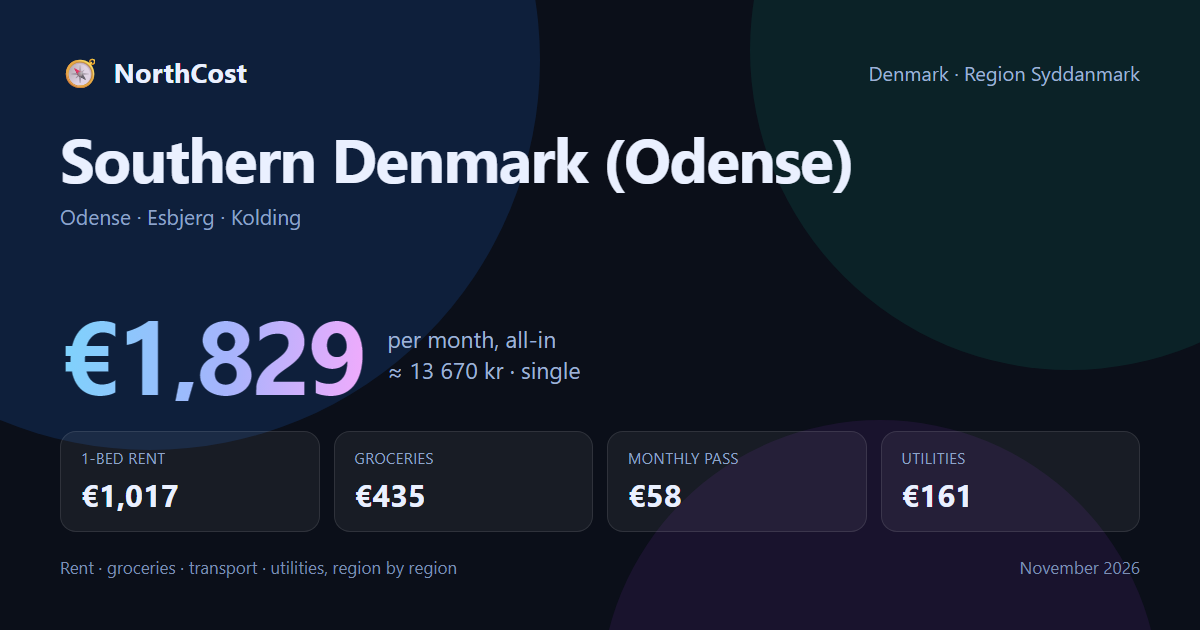 NorthCost
Denmark · Region Syddanmark
Southern Denmark (Odense)
Odense · Esbjerg · Kolding
€1,829
per month, all-in
≈ 13 670 kr · single
1-BED RENT
€1,017
GROCERIES
€435
MONTHLY PASS
€58
UTILITIES
€161
Rent · groceries · transport · utilities, region by region
November 2026